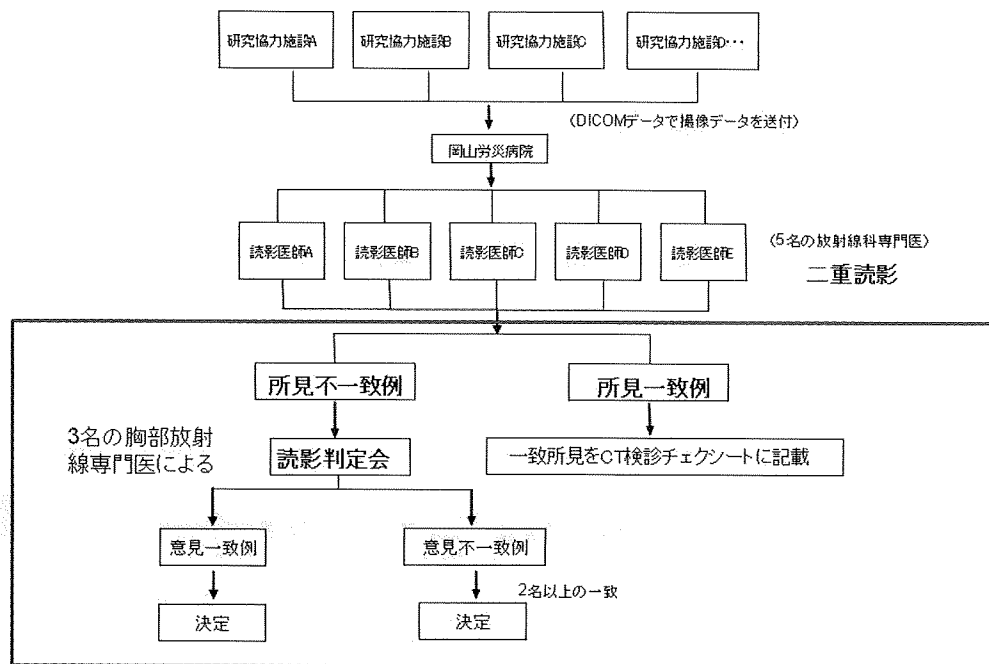 研究協力施設A
研究協力施設B
研究協力施設C
研究協力施設D・・・
〈DICOMデータで撮像データを送付〉
岡山労災病院
読影医師A
読影医師B
読影医師C
読影医師D
読影医師E
〈5名の放射線科専門医〉
二重読影
所見不一致例
所見一致例
3名の胸部放射
線専門医による
読影判定会
一致所見をCT検診チェクシートに記載
意見一致例
意見不一致例
2名以上の一致
決定
決定